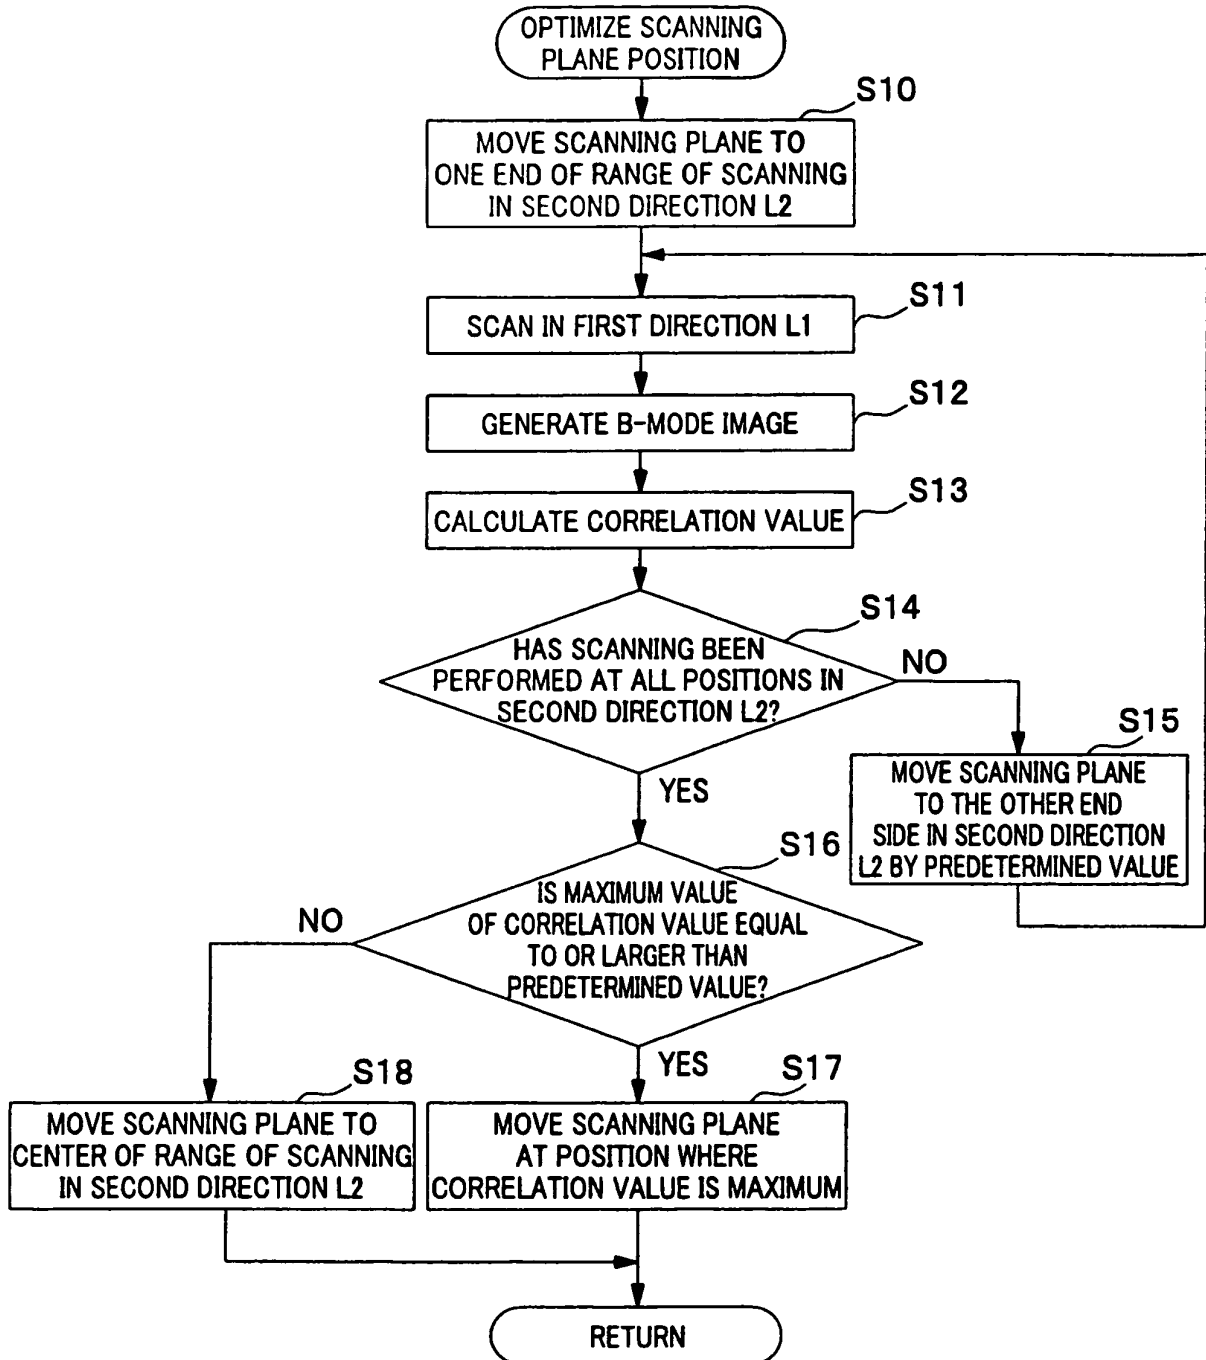 OPTIMIZE SCANNING
PLANE POSITION
S10
MOVE SCANNING PLANE TO
ONE END OF RANGE OF SCANNING
IN SECOND DIRECTION L2
S11
SCAN IN FIRST DIRECTION L1
S12
GENERATE B-MODE IMAGE
S13
CALCULATE CORRELATION VALUE
S14
HAS SCANNING BEEN
PERFORMED AT ALL POSITIONS IN
SECOND DIRECTION L2?
NO
YES
S15
MOVE SCANNING PLANE
TO THE OTHER END
SIDE IN SECOND DIRECTION
L2 BY PREDETERMINED VALUE
S16
IS MAXIMUM VALUE
OF CORRELATION VALUE EQUAL
TO OR LARGER THAN
PREDETERMINED VALUE?
NO
YES
S18
MOVE SCANNING PLANE TO
CENTER OF RANGE OF SCANNING
IN SECOND DIRECTION L2
S17
MOVE SCANNING PLANE
AT POSITION WHERE
CORRELATION VALUE IS MAXIMUM
RETURN